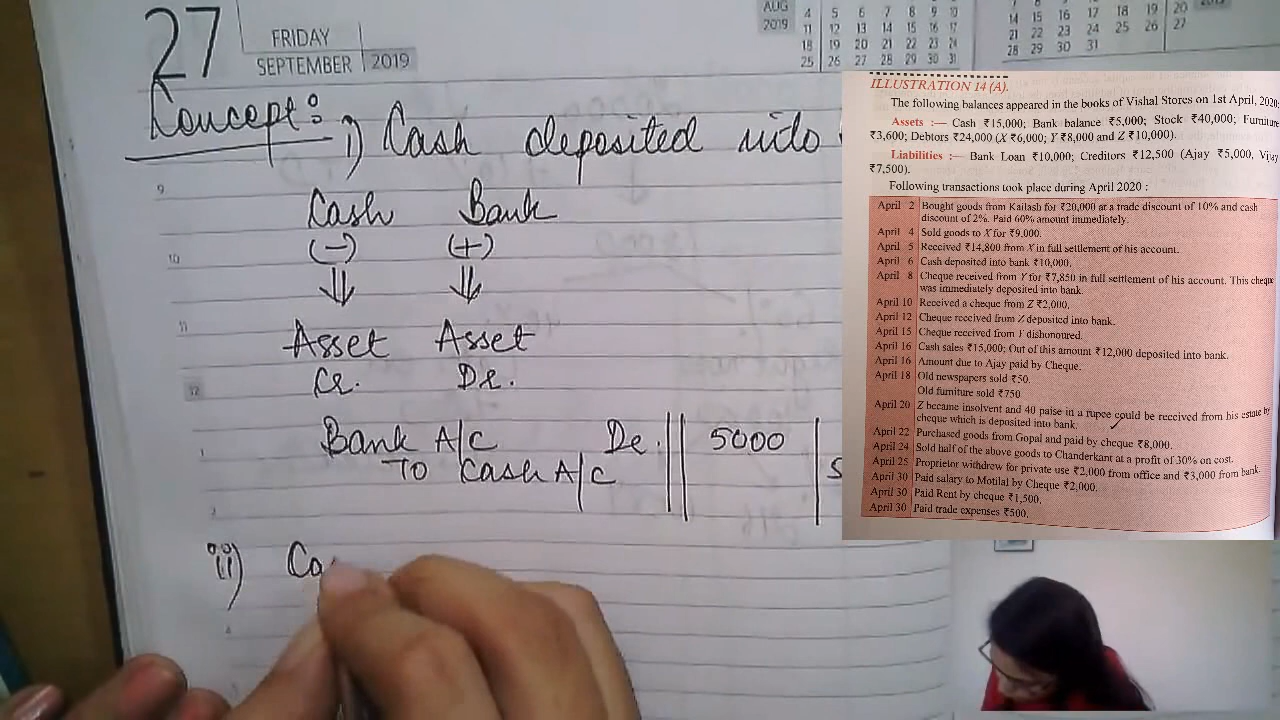 27 FRIDAY
SEPTEMBER 2019
AUG
2019
4 5 6 7 8 9 10
11 12 13 14 15 16 17
18 19 20 21 22 23 24
25 26 27 28 29 30 31
14 15 16 17 18 19 20
21 22 23 24 25 26 27
28 29 30 31
Concept: i) Cash deposited into
9
Cash Bank
(-) (+)
10
11
Asset Asset
12
Cr. Dr.
1
Bank A/C Dr. 5000
To Cash A/C
2
ii) Ca
4
ILLUSTRATION 14 (A).
The following balances appeared in the books of Vishal Stores on 1st April, 2020
Assets :— Cash ₹15,000; Bank balance ₹5,000; Stock ₹40,000; Furniture
₹3,600; Debtors ₹24,000 (X ₹6,000; Y ₹8,000 and Z ₹10,000).
Liabilities :— Bank Loan ₹10,000; Creditors ₹12,500 (Ajay ₹5,000, Vijay
₹7,500).
Following transactions took place during April 2020 :
April 2 Bought goods from Kailash for ₹20,000 at a trade discount of 10% and cash
discount of 2%. Paid 60% amount immediately.
April 4 Sold goods to X for ₹9,000.
April 5 Received ₹14,800 from X in full settlement of his account.
April 6 Cash deposited into bank ₹10,000.
April 8 Cheque received from Y for ₹7,850 in full settlement of his account. This cheque
was immediately deposited into bank.
April 10 Received a cheque from Z ₹2,000.
April 12 Cheque received from Z deposited into bank.
April 15 Cheque received from Y dishonoured.
April 16 Cash sales ₹15,000; Out of this amount ₹12,000 deposited into bank.
April 16 Amount due to Ajay paid by Cheque.
April 18 Old newspapers sold ₹50.
Old furniture sold ₹750
April 20 Z became insolvent and 40 paise in a rupee could be received from his estate by
cheque which is deposited into bank.
April 22 Purchased goods from Gopal and paid by cheque ₹8,000.
April 24 Sold half of the above goods to Chanderkant at a profit of 30% on cost.
April 25 Proprietor withdrew for private use ₹2,000 from office and ₹3,000 from bank.
April 30 Paid salary to Motilal by Cheque ₹2,000.
April 30 Paid Rent by cheque ₹1,500.
April 30 Paid trade expenses ₹500.